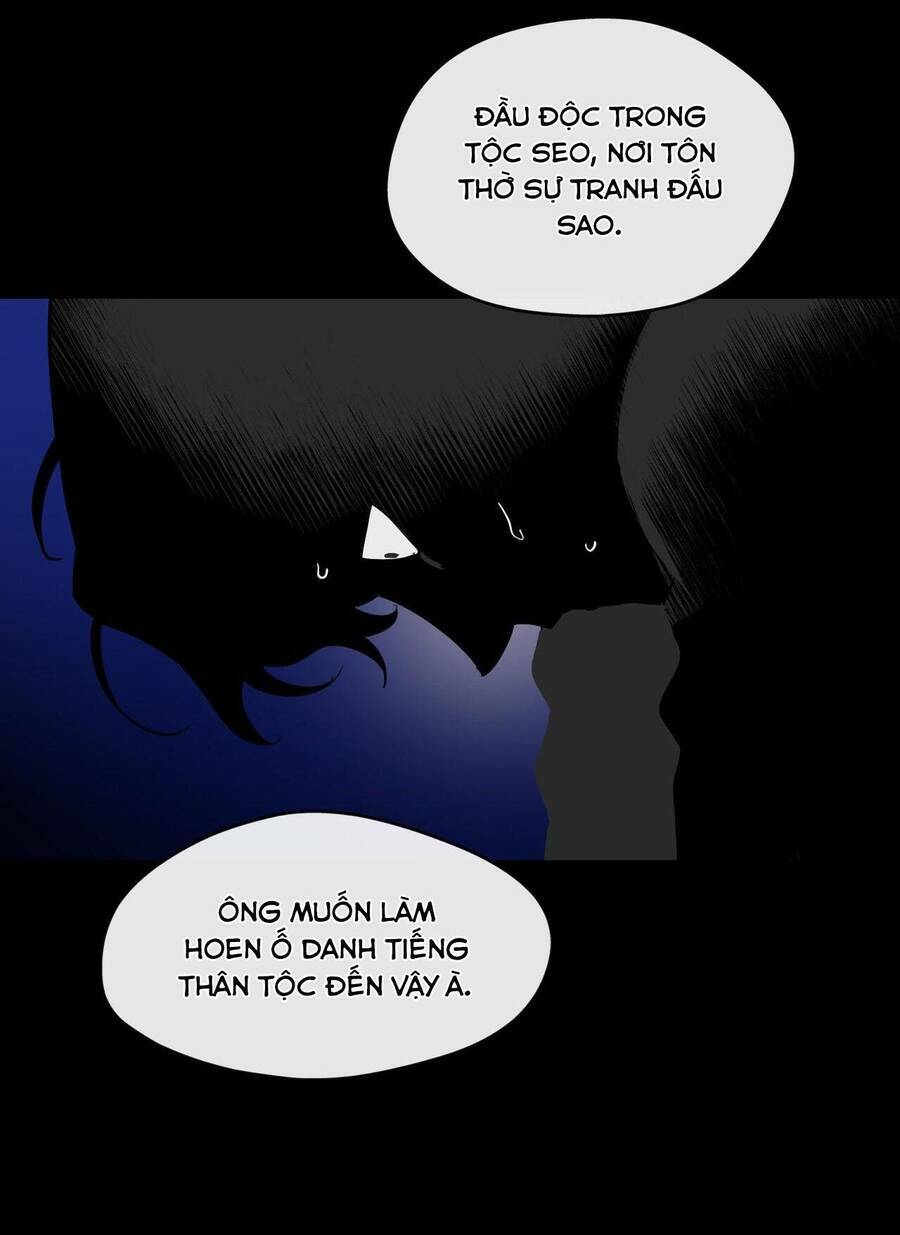 ĐẦU ĐỘC TRONG
TỘC SEO, NƠI TÔN
THỜ SỰ TRANH ĐẤU
SAO.
ÔNG MUỐN LÀM
HOEN Ố DANH TIẾNG
THÂN TỘC ĐẾN VẬY À.